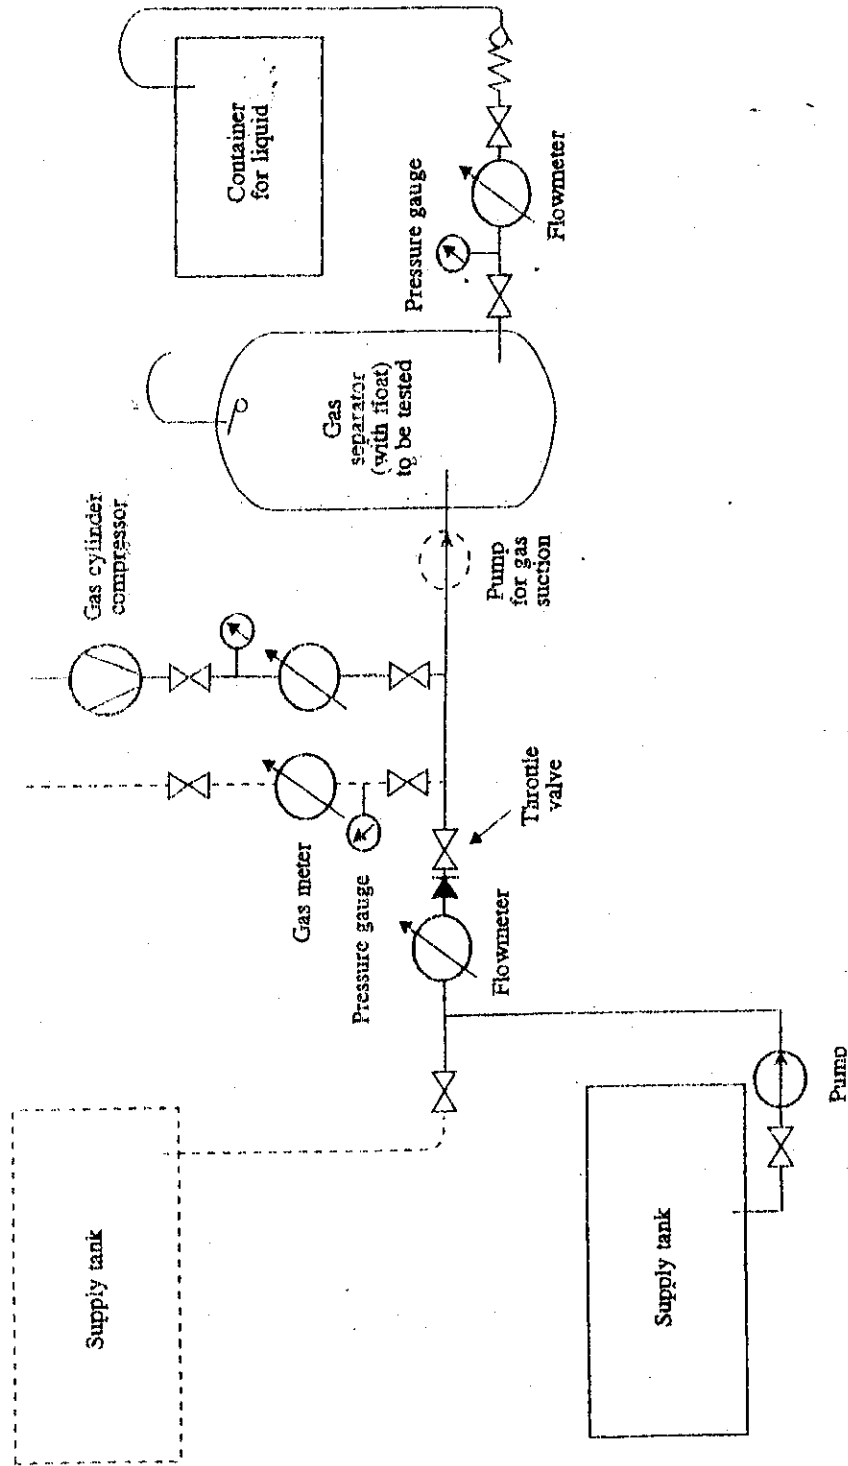 Supply tank
Supply tank
Pump
Flowmeter
Throttle
valve
Gas meter
Pressure gauge
Gas cylinder
compressor
Pump
for gas
suction
Gas
separator
(with float)
to be tested
Pressure gauge
Flowmeter
Container
for liquid